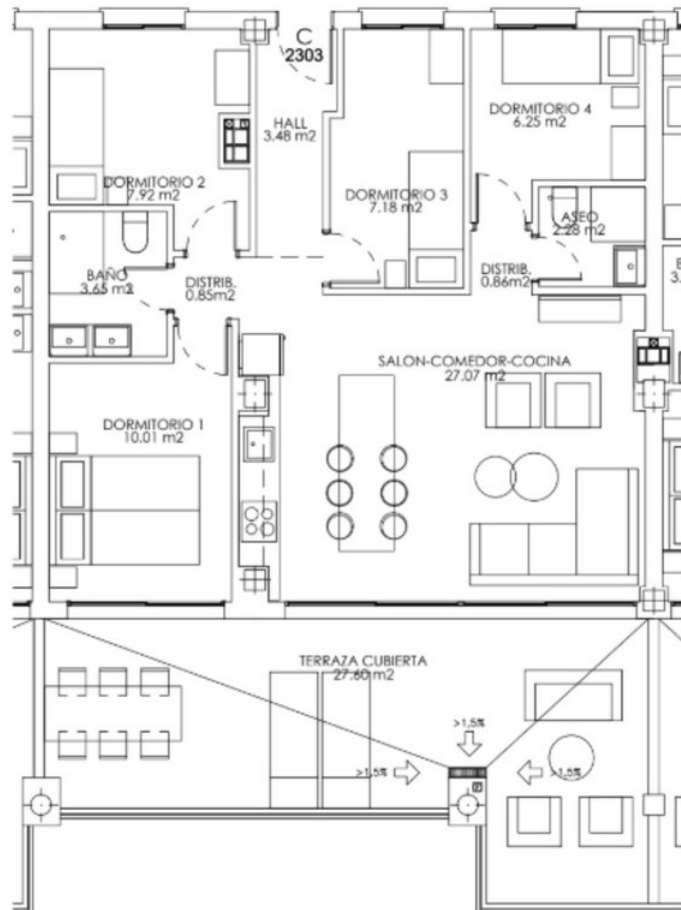 C
2303
HALL
3.48 m2
DORMITORIO 4
6.25 m2
DORMITORIO 2
7.92 m2
DORMITORIO 3
7.18 m2
ASEO
2.28 m2
BAÑO
3.65 m2
DISTRIB.
0.85m2
DISTRIB.
0.86m2
3.
SALON-COMEDOR-COCINA
27.07 m2
DORMITORIO 1
10.01 m2
TERRAZA CUBIERTA
27.60 m2
>1,5%
>1,5%
>1,5%